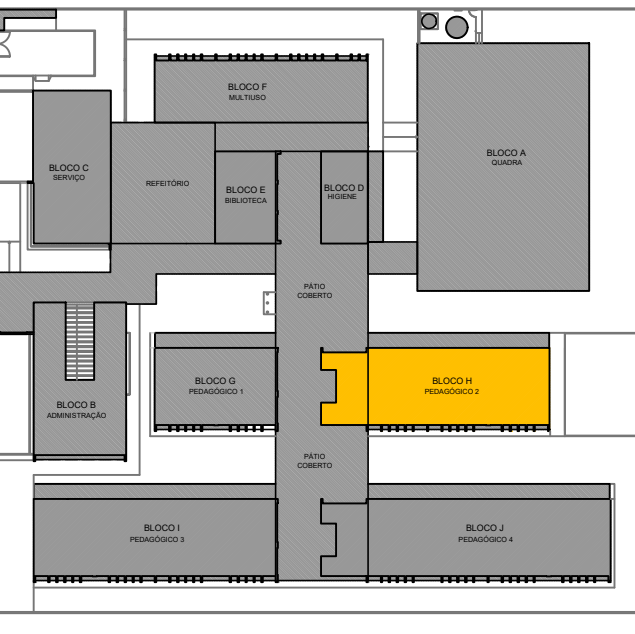 BLOCO F
MULTIUSO
BLOCO A
QUADRA
BLOCO C
SERVIÇO
REFEITÓRIO
BLOCO E
BIBLIOTECA
BLOCO D
HIGIENE
PÁTIO
COBERTO
BLOCO G
PEDAGÓGICO 1
BLOCO H
PEDAGÓGICO 2
BLOCO B
ADMINISTRAÇÃO
PÁTIO
COBERTO
BLOCO I
PEDAGÓGICO 3
BLOCO J
PEDAGÓGICO 4